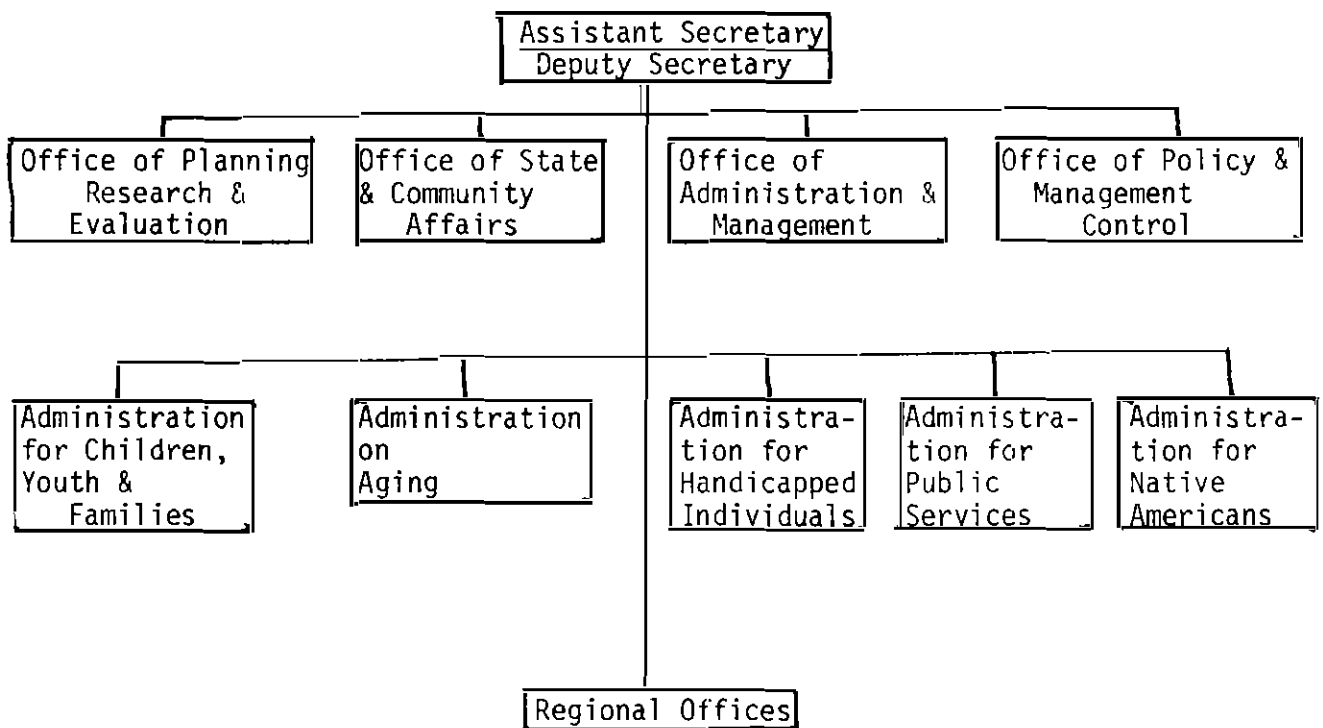 Assistant Secretary
Deputy Secretary
Office of Planning
Research &
Evaluation
Office of State
& Community
Affairs
Office of
Administration &
Management
Office of Policy &
Management
Control
Administration
for Children,
Youth &
Families
Administration
on
Aging
Administra-
tion for
Handicapped
Individuals
Administra-
tion for
Public
Services
Administra-
tion for
Native
Americans
Regional Offices